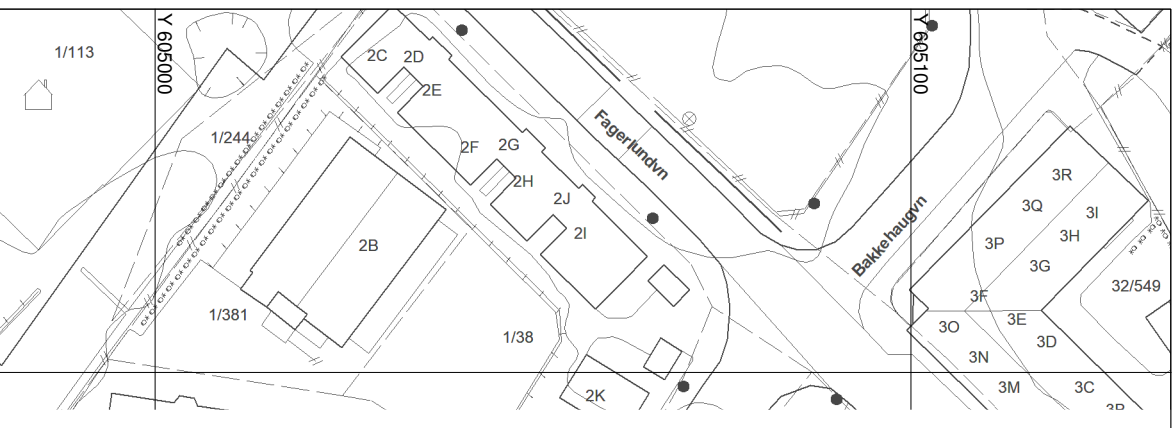 1/113
Y 605000
2C
2D
2E
1/244
2F
2G
2H
2J
2I
2B
Fagerlundvn
Y 605100
Bakkehaugvn
3R
3Q
3I
3P
3H
3G
3F
32/549
3O
3E
3N
3D
3M
3C
1/381
1/38
2K